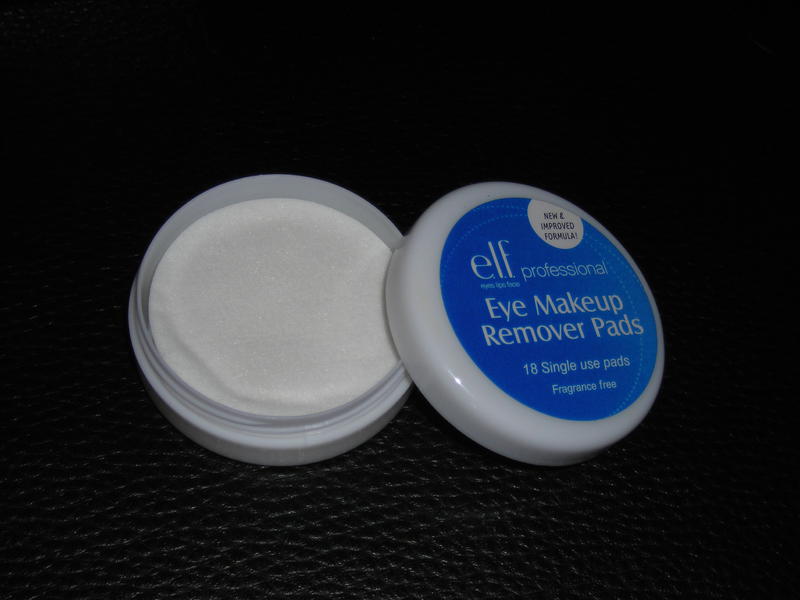 NEW &
IMPROVED
FORMULA!
e.l.f. professional
eyes lips face
Eye Makeup
Remover Pads
18 Single use pads
Fragrance free